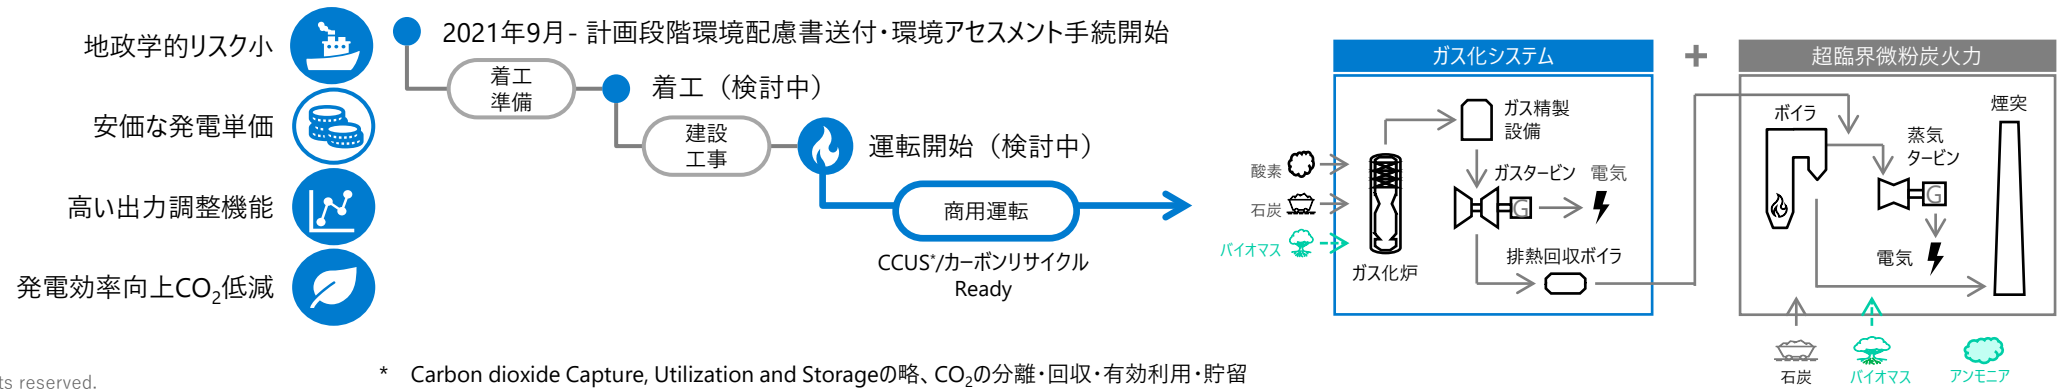 地政学的リスク小
安価な発電単価
高い出力調整機能
発電効率向上CO2低減
2021年9月- 計画段階環境配慮書送付・環境アセスメント手続開始
着工
準備
着工（検討中）
建設
工事
運転開始（検討中）
商用運転
CCUS*/カーボンリサイクル
Ready
ガス化システム
酸素
石炭
バイオマス
ガス化炉
ガス精製
設備
ガスタービン
G
電気
排熱回収ボイラ
+
超臨界微粉炭火力
ボイラ
蒸気
タービン
G
電気
煙突
石炭
バイオマス
アンモニア
* Carbon dioxide Capture, Utilization and Storageの略、CO2の分離・回収・有効利用・貯留
ts reserved.